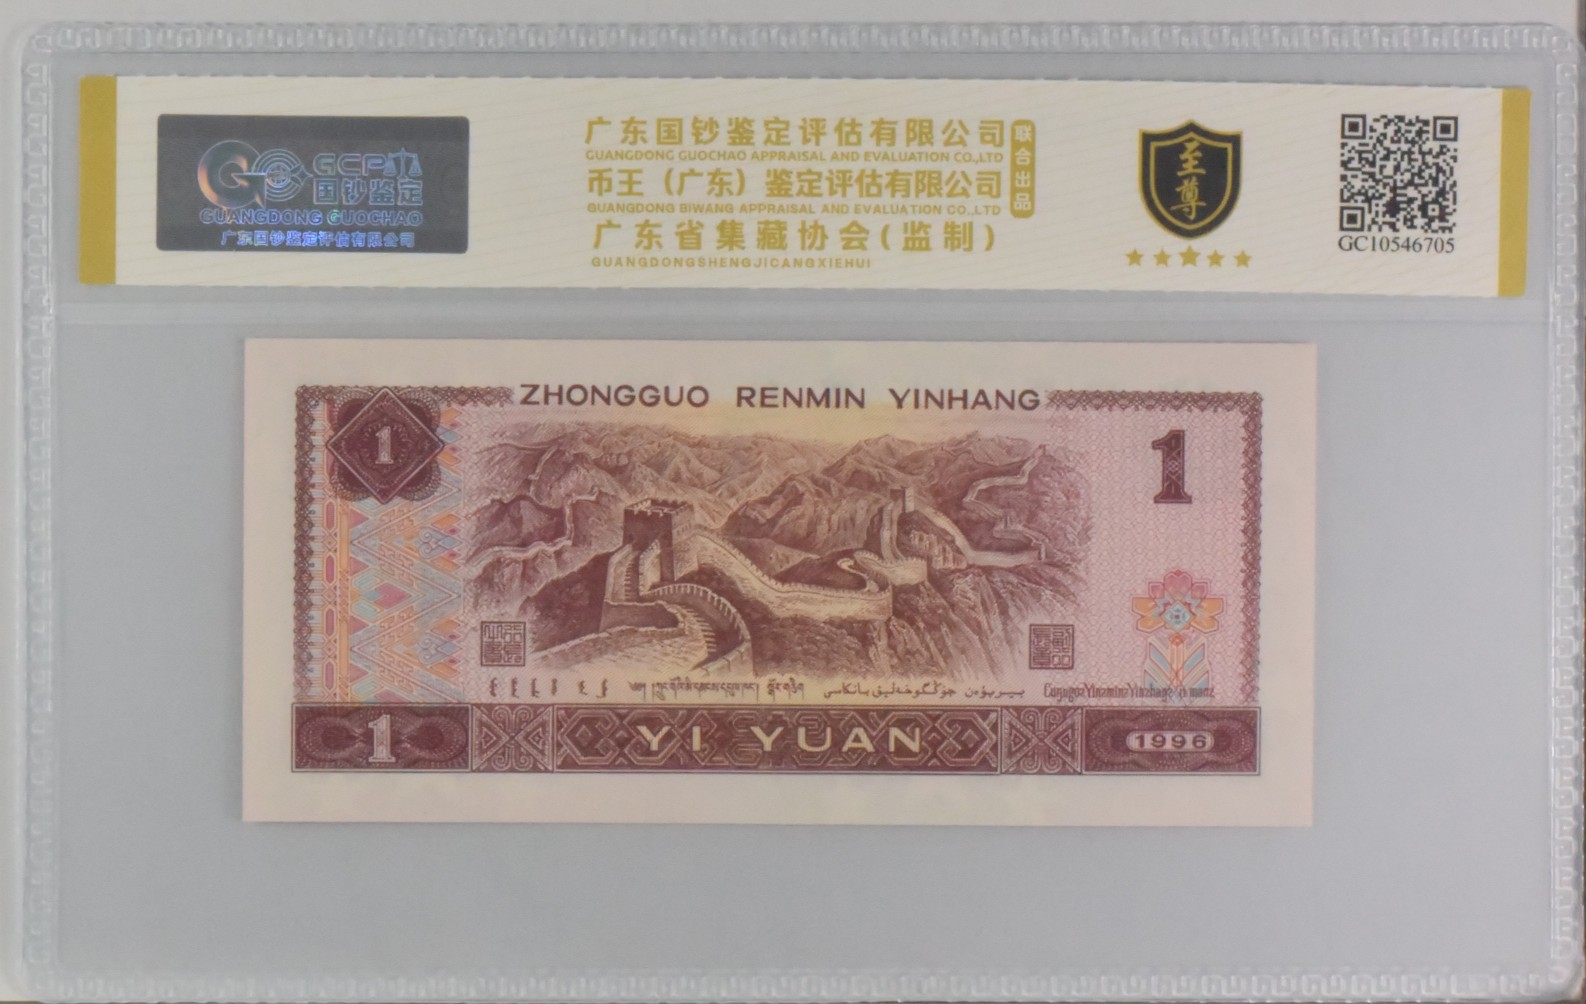 GCP
国钞鉴定
GUANGDONG GUOCHAO
广东国钞鉴定评估有限公司
广东国钞鉴定评估有限公司
GUANGDONG GUOCHAO APPRAISAL AND EVALUATION CO.,LTD
币王（广东）鉴定评估有限公司
GUANGDONG BIWANG APPRAISAL AND EVALUATION CO.,LTD
广东省集藏协会(监制)
GUANGDONGSHENGJICANGXIEHUI
联合出品
至尊
GC10546705
ZHONGGUO RENMIN YINHANG
1
1
1
YI YUAN
1996